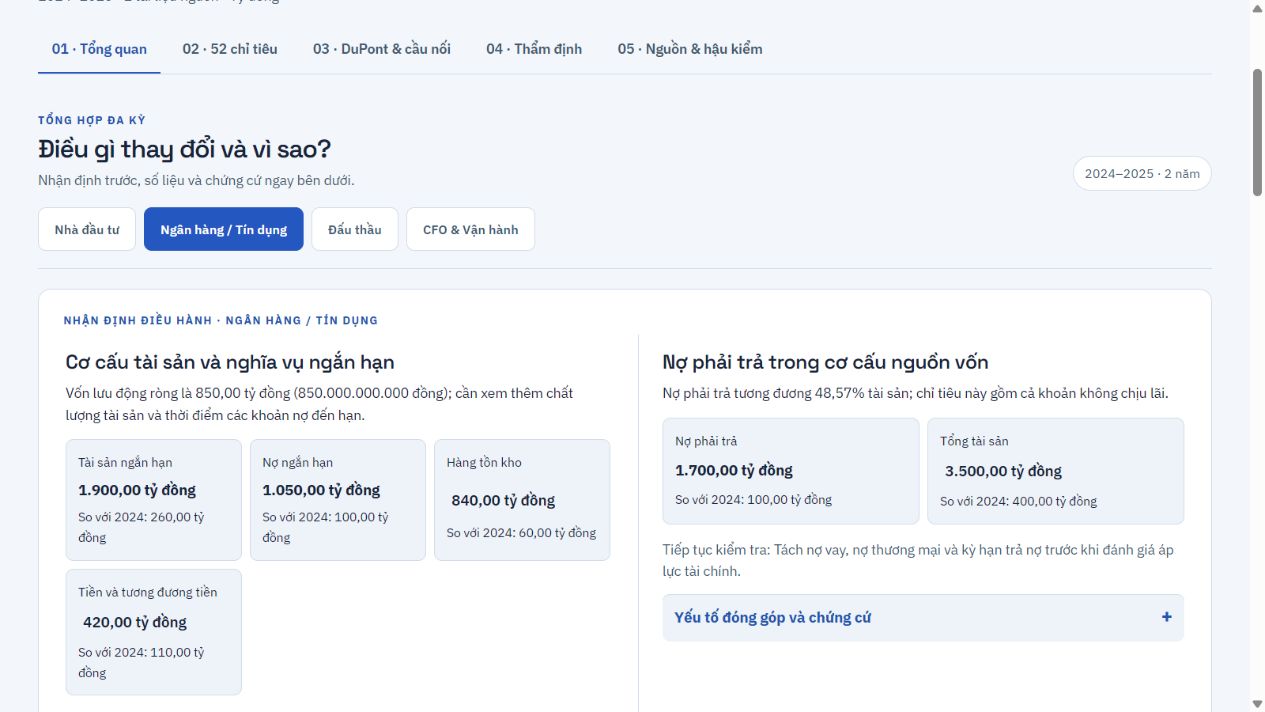 01 · Tổng quan
02 · 52 chỉ tiêu
03 · DuPont & cầu nối
04 · Thẩm định
05 · Nguồn & hậu kiểm
TỔNG HỢP ĐA KỲ
Điều gì thay đổi và vì sao?
Nhận định trước, số liệu và chứng cứ ngay bên dưới.
2024–2025 · 2 năm
Nhà đầu tư
Ngân hàng / Tín dụng
Đấu thầu
CFO & Vận hành
NHẬN ĐỊNH ĐIỀU HÀNH · NGÂN HÀNG / TÍN DỤNG
Cơ cấu tài sản và nghĩa vụ ngắn hạn
Vốn lưu động ròng là 850,00 tỷ đồng (850.000.000.000 đồng); cần xem thêm chất
lượng tài sản và thời điểm các khoản nợ đến hạn.
Tài sản ngắn hạn
1.900,00 tỷ đồng
So với 2024: 260,00 tỷ
đồng
Nợ ngắn hạn
1.050,00 tỷ đồng
So với 2024: 100,00 tỷ
đồng
Hàng tồn kho
840,00 tỷ đồng
So với 2024: 60,00 tỷ đồng
Tiền và tương đương tiền
420,00 tỷ đồng
So với 2024: 110,00 tỷ
đồng
Nợ phải trả trong cơ cấu nguồn vốn
Nợ phải trả tương đương 48,57% tài sản; chỉ tiêu này gồm cả khoản không chịu lãi.
Nợ phải trả
1.700,00 tỷ đồng
So với 2024: 100,00 tỷ đồng
Tổng tài sản
3.500,00 tỷ đồng
So với 2024: 400,00 tỷ đồng
Tiếp tục kiểm tra: Tách nợ vay, nợ thương mại và kỳ hạn trả nợ trước khi đánh giá áp
lực tài chính.
Yếu tố đóng góp và chứng cứ +